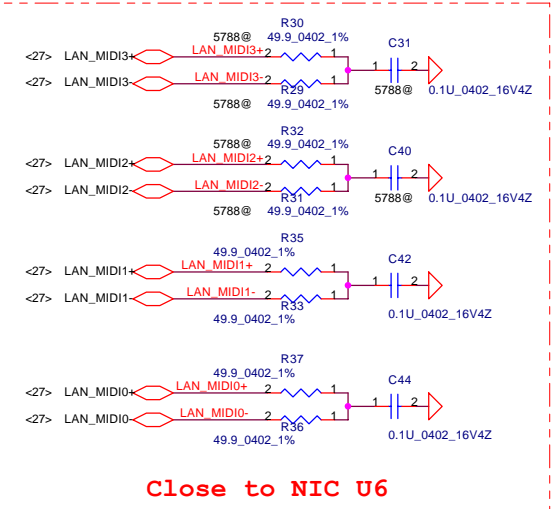 R30
5788@ 49.9_0402_1%
C31
<27> LAN_MIDI3+ LAN_MIDI3+ 2 1
1 2
<27> LAN_MIDI3- LAN_MIDI3- 2 1
R29
5788@ 0.1U_0402_16V4Z
5788@ 49.9_0402_1%
R32
5788@ 49.9_0402_1%
C40
<27> LAN_MIDI2+ LAN_MIDI2+ 2 1
1 2
<27> LAN_MIDI2- LAN_MIDI2- 2 1
R31
5788@ 0.1U_0402_16V4Z
5788@ 49.9_0402_1%
R35
49.9_0402_1%
C42
<27> LAN_MIDI1+ LAN_MIDI1+ 2 1
1 2
<27> LAN_MIDI1- LAN_MIDI1- 2 1
R33
49.9_0402_1% 0.1U_0402_16V4Z
R37
49.9_0402_1%
C44
<27> LAN_MIDI0+ LAN_MIDI0+ 2 1
1 2
<27> LAN_MIDI0- LAN_MIDI0- 2 1
R36
49.9_0402_1% 0.1U_0402_16V4Z
Close to NIC U6